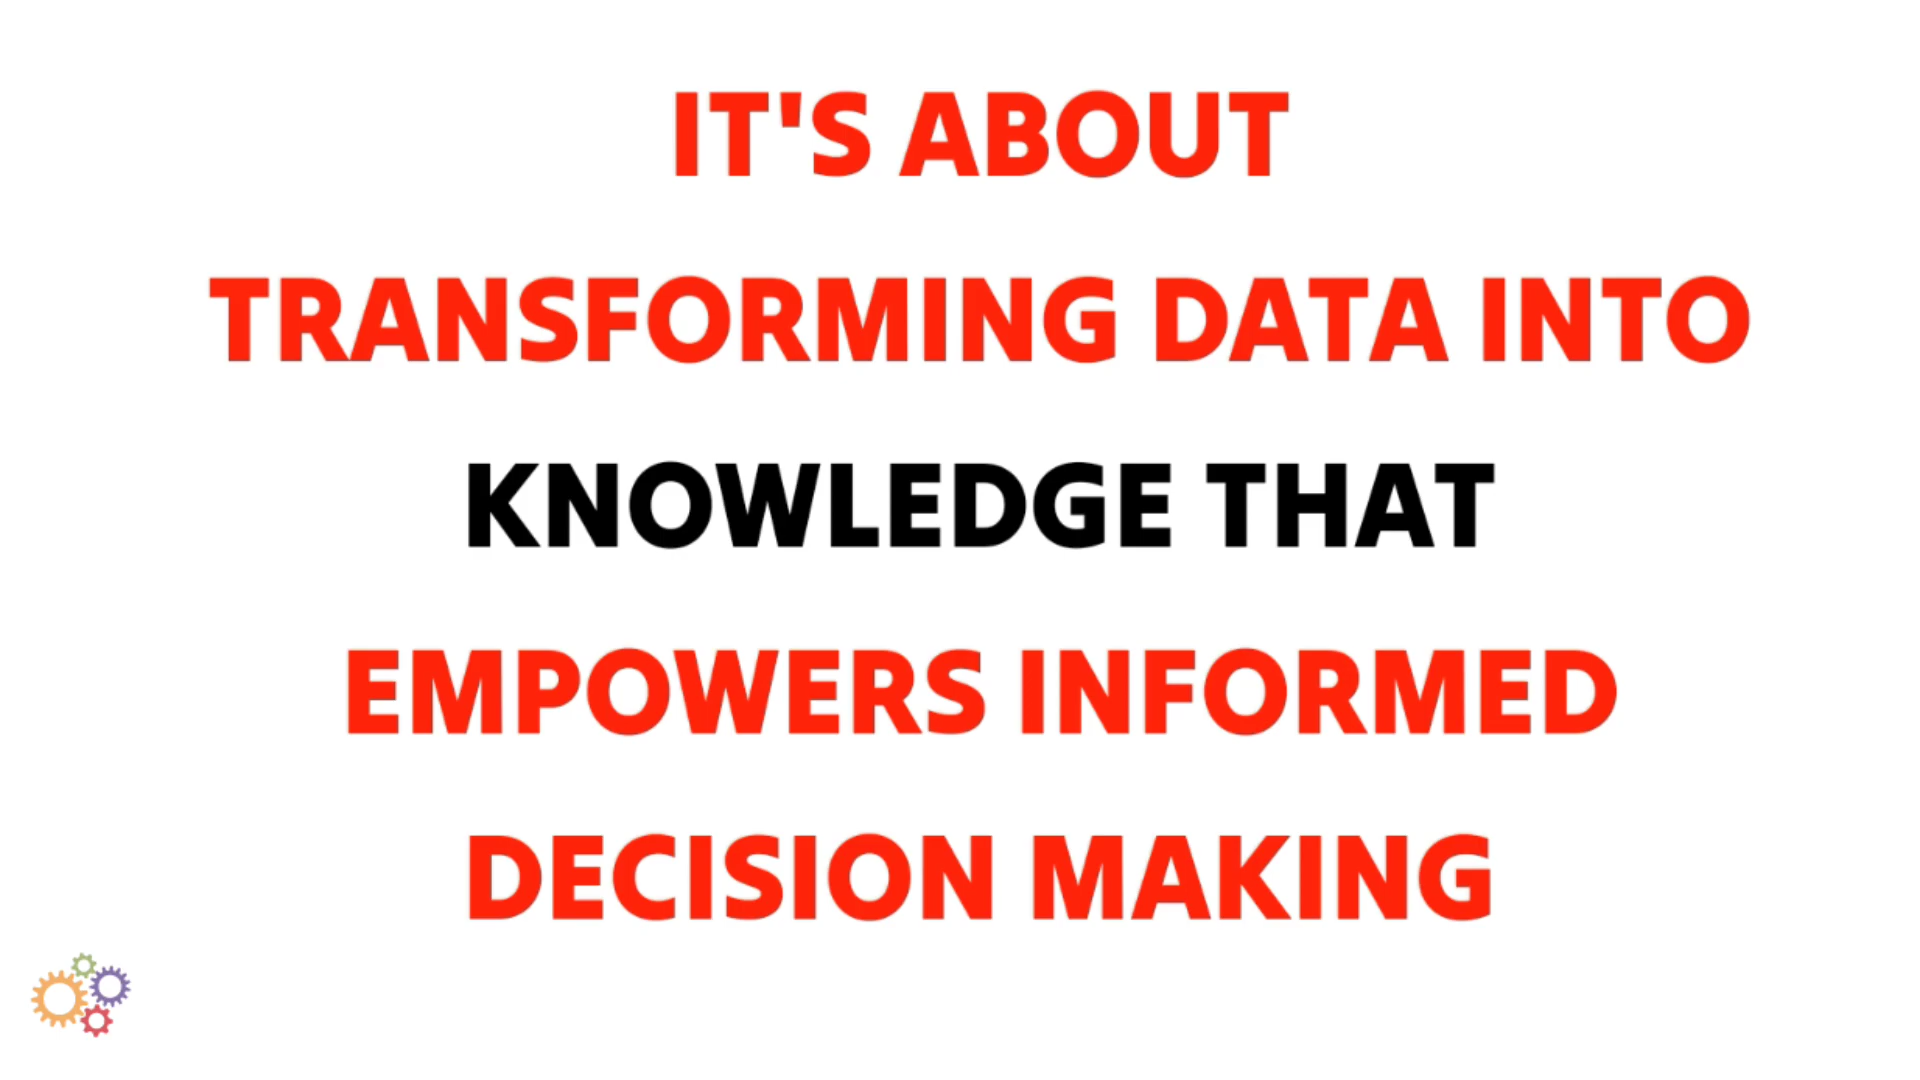 IT'S ABOUT
TRANSFORMING DATA INTO
KNOWLEDGE THAT
EMPOWERS INFORMED
DECISION MAKING